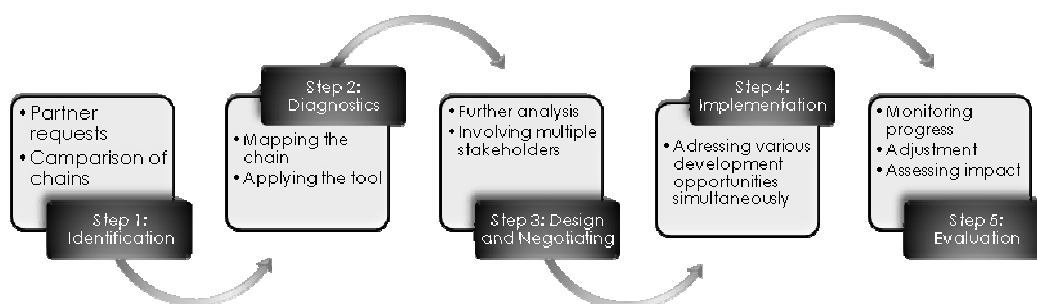 • Partner
requests
• Camparison of
chains
Step 1:
Identification
Step 2:
Diagnostics
• Mapping the
chain
• Applying the tool
• Further analysis
• Involving multiple
stakeholders
Step 3: Design
and Negotiating
Step 4:
Implementation
• Adressing various
development
opportunities
simultaneously
• Monitoring
progress
• Adjustment
• Assessing impact
Step 5:
Evaluation